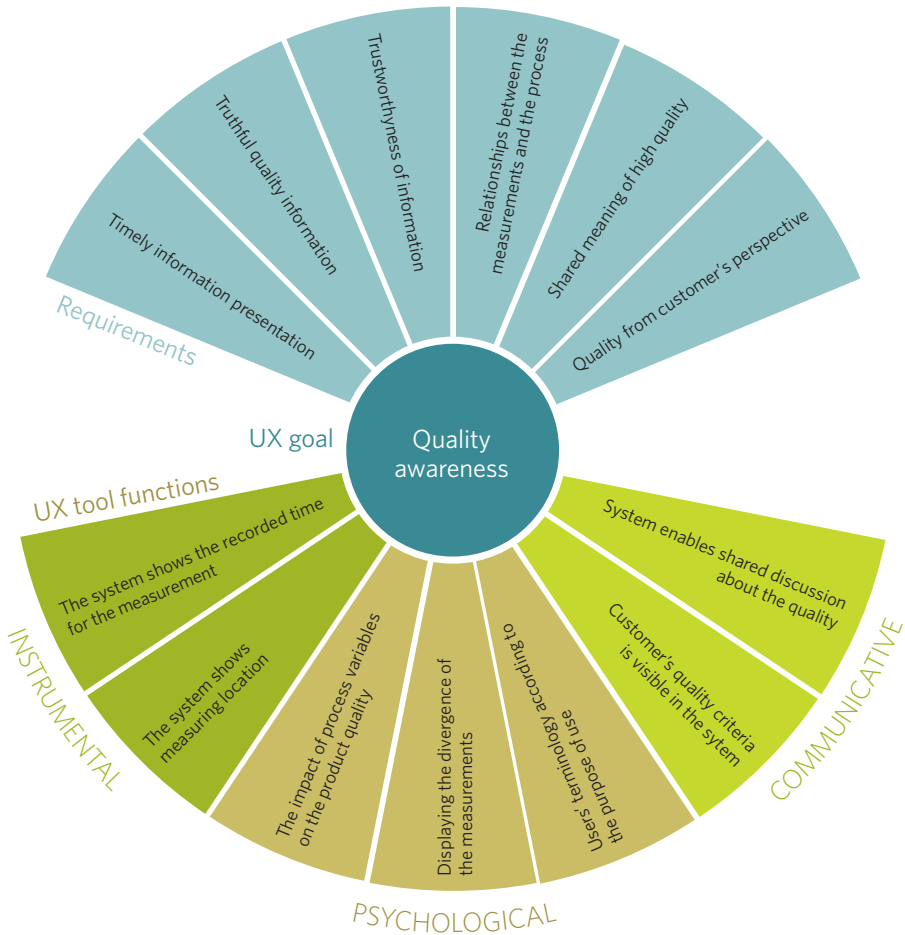 Timely information presentation
Truthful quality information
Trustworthyness of information
Relationships between the
measurements and the process
Shared meaning of high quality
Quality from customer's perspective
Requirements
UX goal
Quality
awareness
UX tool functions
The system shows the recorded time
for the measurement
The system shows
measuring location
The impact of process variables
on the product quality
Displaying the divergence of
the measurements
Users' terminology according to
the purpose of use
Customer's quality criteria
is visible in the sytem
System enables shared discussion
about the quality
INSTRUMENTAL
PSYCHOLOGICAL
COMMUNICATIVE